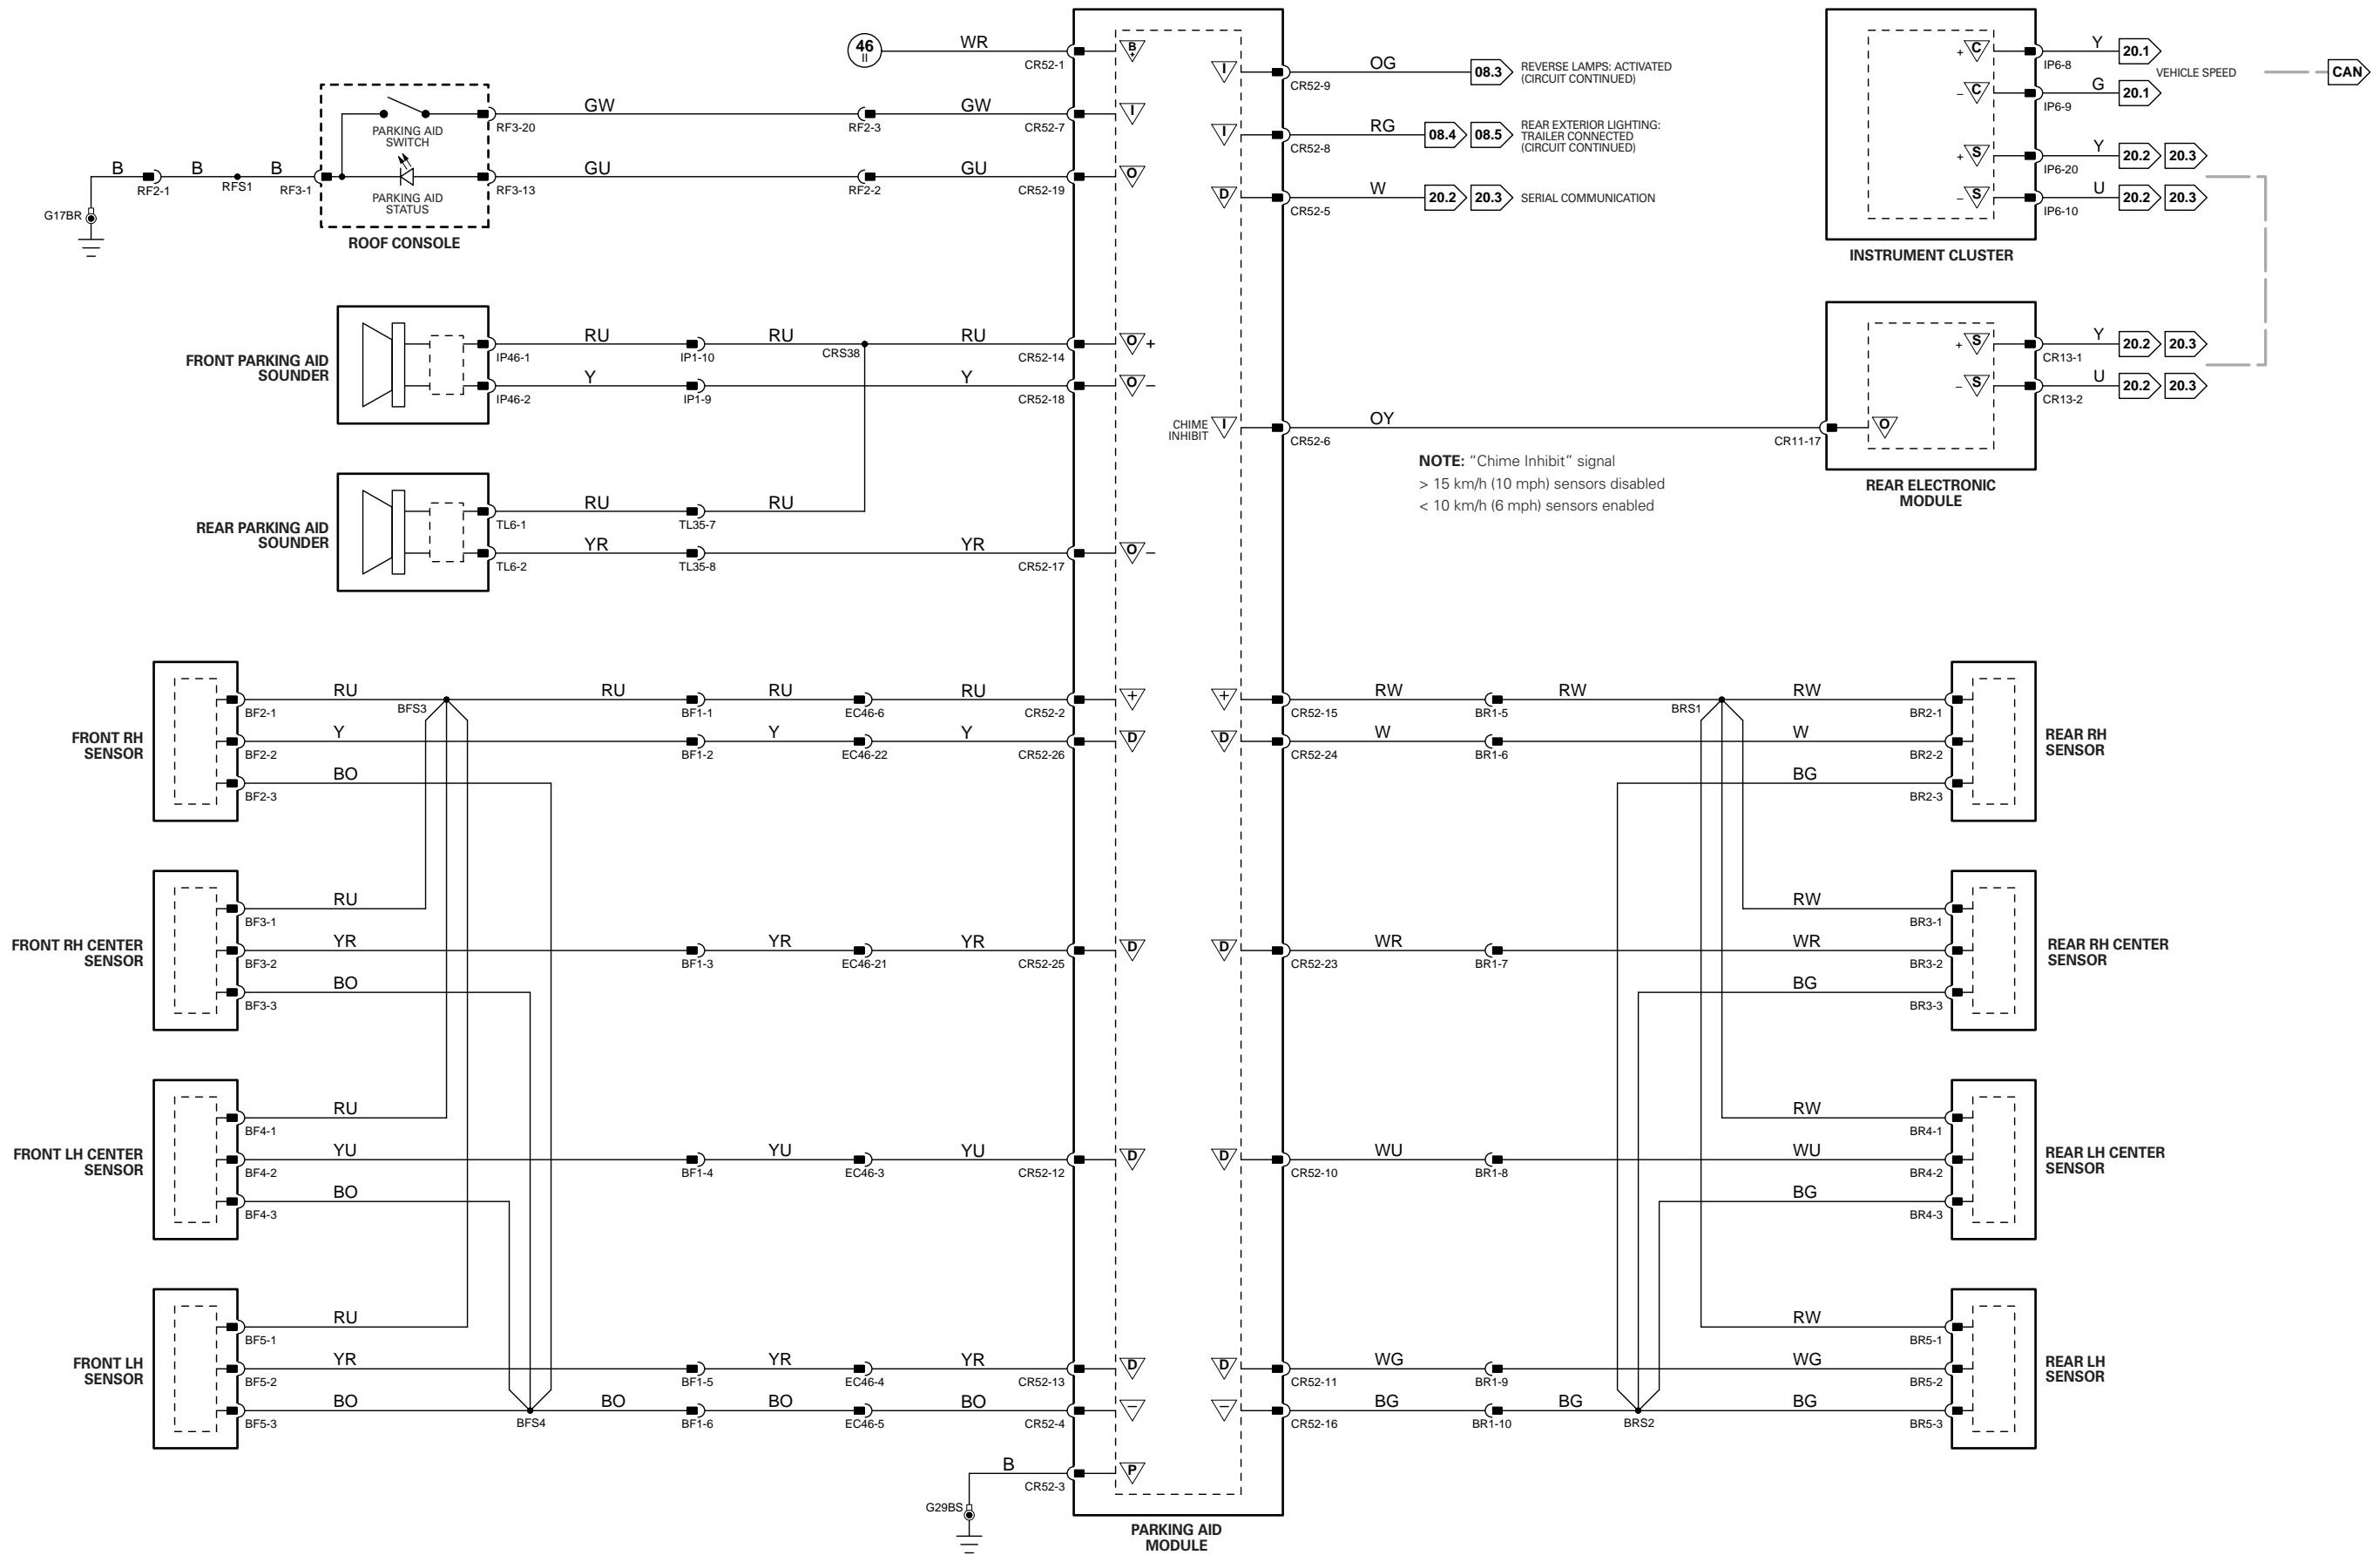 46
II
WR
CR52-1
B
+
I
OG
CR52-9
08.3
REVERSE LAMPS: ACTIVATED
(CIRCUIT CONTINUED)
PARKING AID
SWITCH
RF3-20
GW
RF2-3
GW
CR52-7
I
I
RG
CR52-8
08.4
08.5
REAR EXTERIOR LIGHTING:
TRAILER CONNECTED
(CIRCUIT CONTINUED)
G17BR
B
RF2-1
B
RFS1
B
RF3-1
PARKING AID
STATUS
RF3-13
GU
RF2-2
GU
CR52-19
O
D
W
CR52-5
20.2
20.3
SERIAL COMMUNICATION
ROOF CONSOLE
+
C
Y
IP6-8
20.1
VEHICLE SPEED
CAN
–
C
G
IP6-9
20.1
+
S
Y
IP6-20
20.2
20.3
–
S
U
IP6-10
20.2
20.3
INSTRUMENT CLUSTER
FRONT PARKING AID
SOUNDER
IP46-1
RU
IP1-10
RU
CRS38
RU
CR52-14
O
+
IP46-2
Y
IP1-9
Y
CR52-18
O
–
+
S
Y
CR13-1
20.2
20.3
–
S
U
CR13-2
20.2
20.3
CHIME
INHIBIT
I
CR52-6
OY
CR11-17
O
REAR ELECTRONIC
MODULE
NOTE: “Chime Inhibit” signal
> 15 km/h (10 mph) sensors disabled
< 10 km/h (6 mph) sensors enabled
REAR PARKING AID
SOUNDER
TL6-1
RU
TL35-7
RU
TL6-2
YR
TL35-8
YR
CR52-17
O
–
FRONT RH
SENSOR
BF2-1
RU
BFS3
RU
BF1-1
RU
EC46-6
RU
CR52-2
+
BF2-2
Y
BF1-2
Y
EC46-22
Y
CR52-26
D
BF2-3
BO
+
CR52-15
RW
BR1-5
RW
BRS1
RW
BR2-1
D
CR52-24
W
BR1-6
W
BR2-2
BG
BR2-3
REAR RH
SENSOR
FRONT RH CENTER
SENSOR
BF3-1
RU
BF3-2
YR
BF1-3
YR
EC46-21
YR
CR52-25
D
BF3-3
BO
RW
BR3-1
D
CR52-23
WR
BR1-7
WR
BR3-2
BG
BR3-3
REAR RH CENTER
SENSOR
FRONT LH CENTER
SENSOR
BF4-1
RU
BF4-2
YU
BF1-4
YU
EC46-3
YU
CR52-12
D
BF4-3
BO
RW
BR4-1
D
CR52-10
WU
BR1-8
WU
BR4-2
BG
BR4-3
REAR LH CENTER
SENSOR
FRONT LH
SENSOR
BF5-1
RU
BF5-2
YR
BF1-5
YR
EC46-4
YR
CR52-13
D
BF5-3
BO
BFS4
BO
BF1-6
BO
EC46-5
BO
CR52-4
–
RW
BR5-1
D
CR52-11
WG
BR1-9
WG
BR5-2
–
CR52-16
BG
BR1-10
BG
BRS2
BG
BR5-3
REAR LH
SENSOR
G29BS
B
CR52-3
P
PARKING AID
MODULE